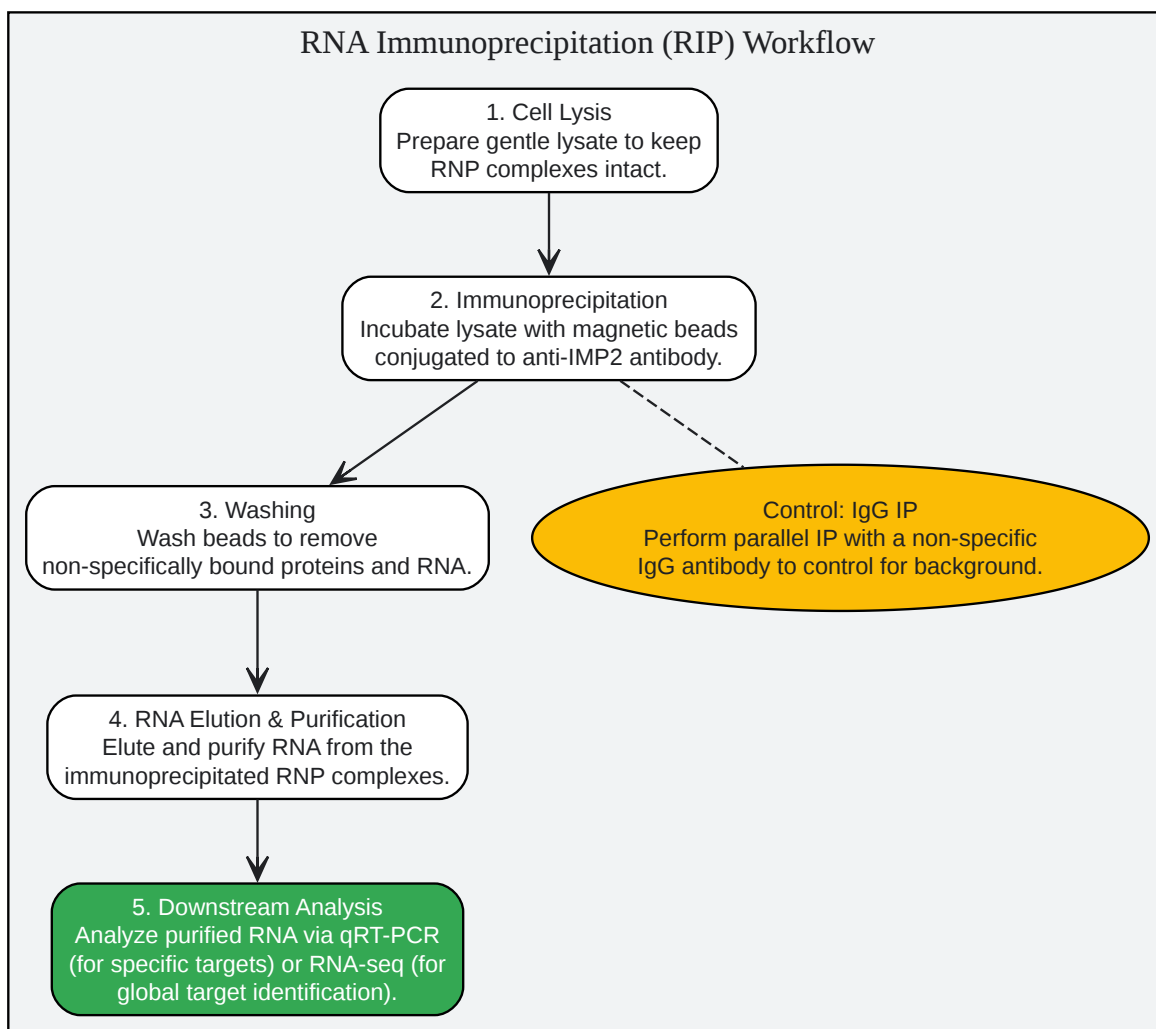 RNA Immunoprecipitation (RIP) Workflow
1. Cell Lysis
Prepare gentle lysate to keep
RNP complexes intact.
2. Immunoprecipitation
Incubate lysate with magnetic beads
conjugated to anti-IMP2 antibody.
3. Washing
Wash beads to remove
non-specifically bound proteins and RNA.
Control: IgG IP
Perform parallel IP with a non-specific
IgG antibody to control for background.
4. RNA Elution & Purification
Elute and purify RNA from the
immunoprecipitated RNP complexes.
5. Downstream Analysis
Analyze purified RNA via qRT-PCR
(for specific targets) or RNA-seq (for
global target identification).